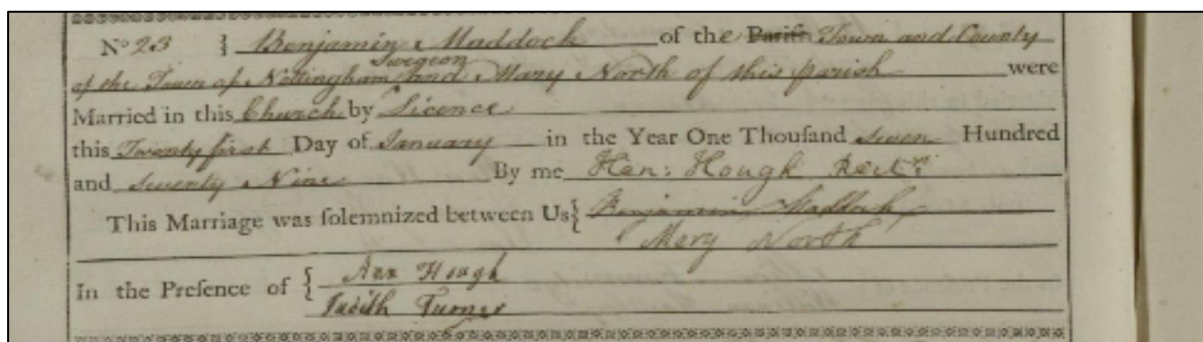 No 23 { Benjamin Maddock of the Parish Town and County
Surgeon
of the Town of Nottingham and Mary North of this parish were
Married in this Church by Licence
this Twenty first Day of January in the Year One Thouſand Seven Hundred
and Seventy Nine By me Hen: Hough Rectr
This Marriage was ſolemnized between Us { Benjamin Maddock
Mary North
In the Preſence of { Ann Hough
Judith Turner